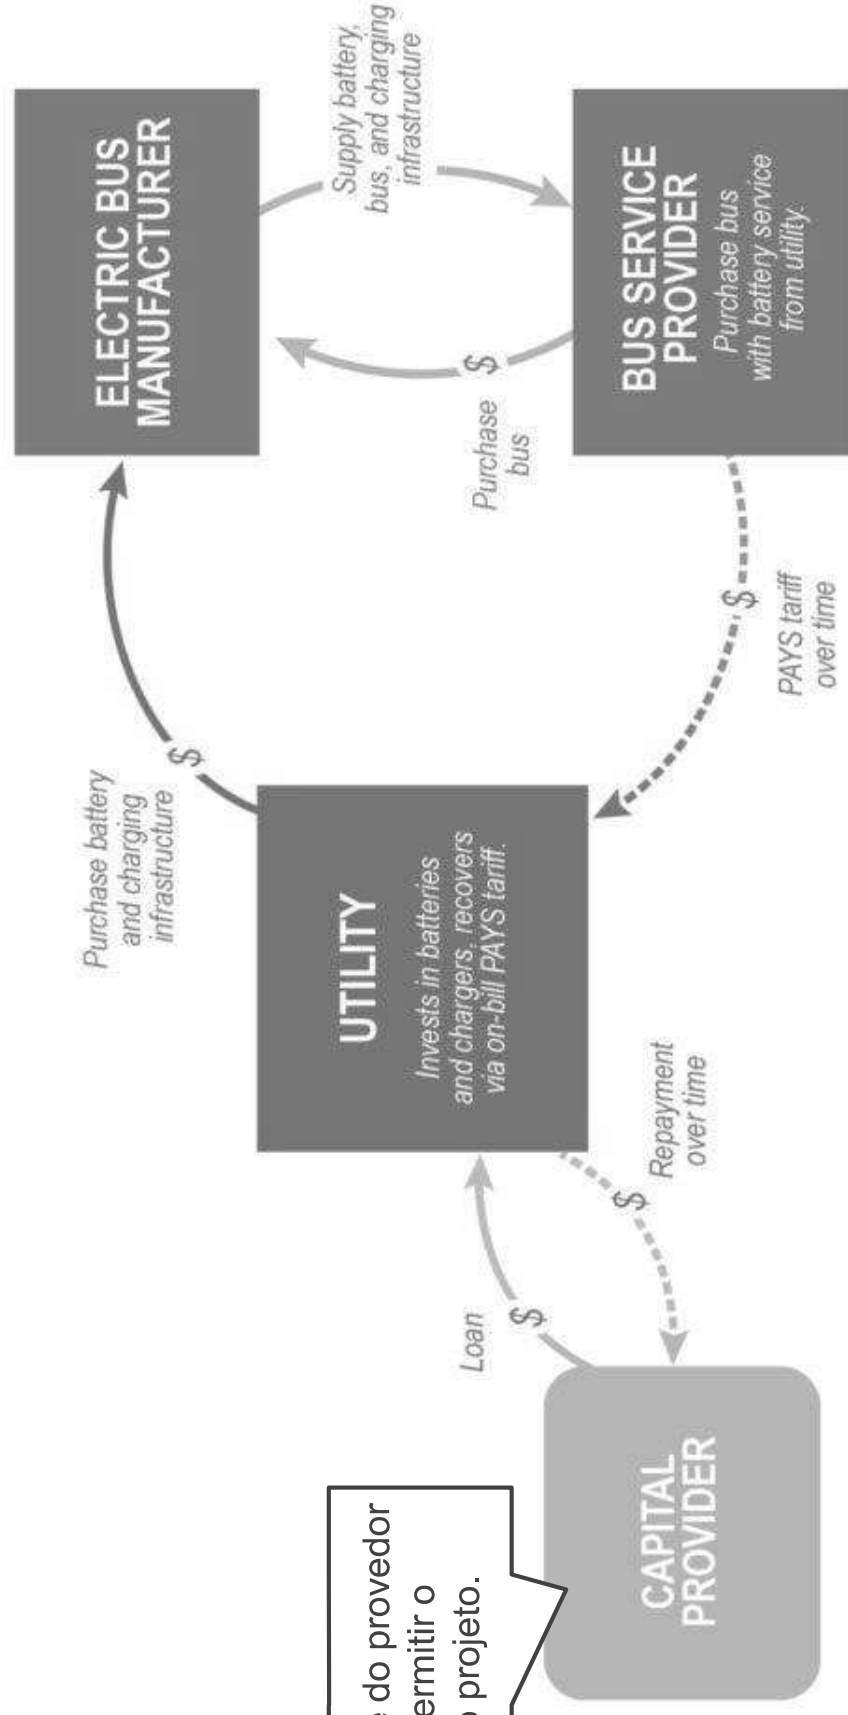 Purchase battery
and charging
infrastructure
$
ELECTRIC BUS
MANUFACTURER
Supply battery,
bus, and charging
infrastructure
Purchase
bus
$
BUS SERVICE
PROVIDER
Purchase bus
with battery service
from utility.
UTILITY
Invests in batteries
and chargers, recovers
via on-bill PAYS tariff.
$
PAYS tariff
over time
Loan
$
$
Repayment
over time
CAPITAL
PROVIDER
do provedor
o
projeto.